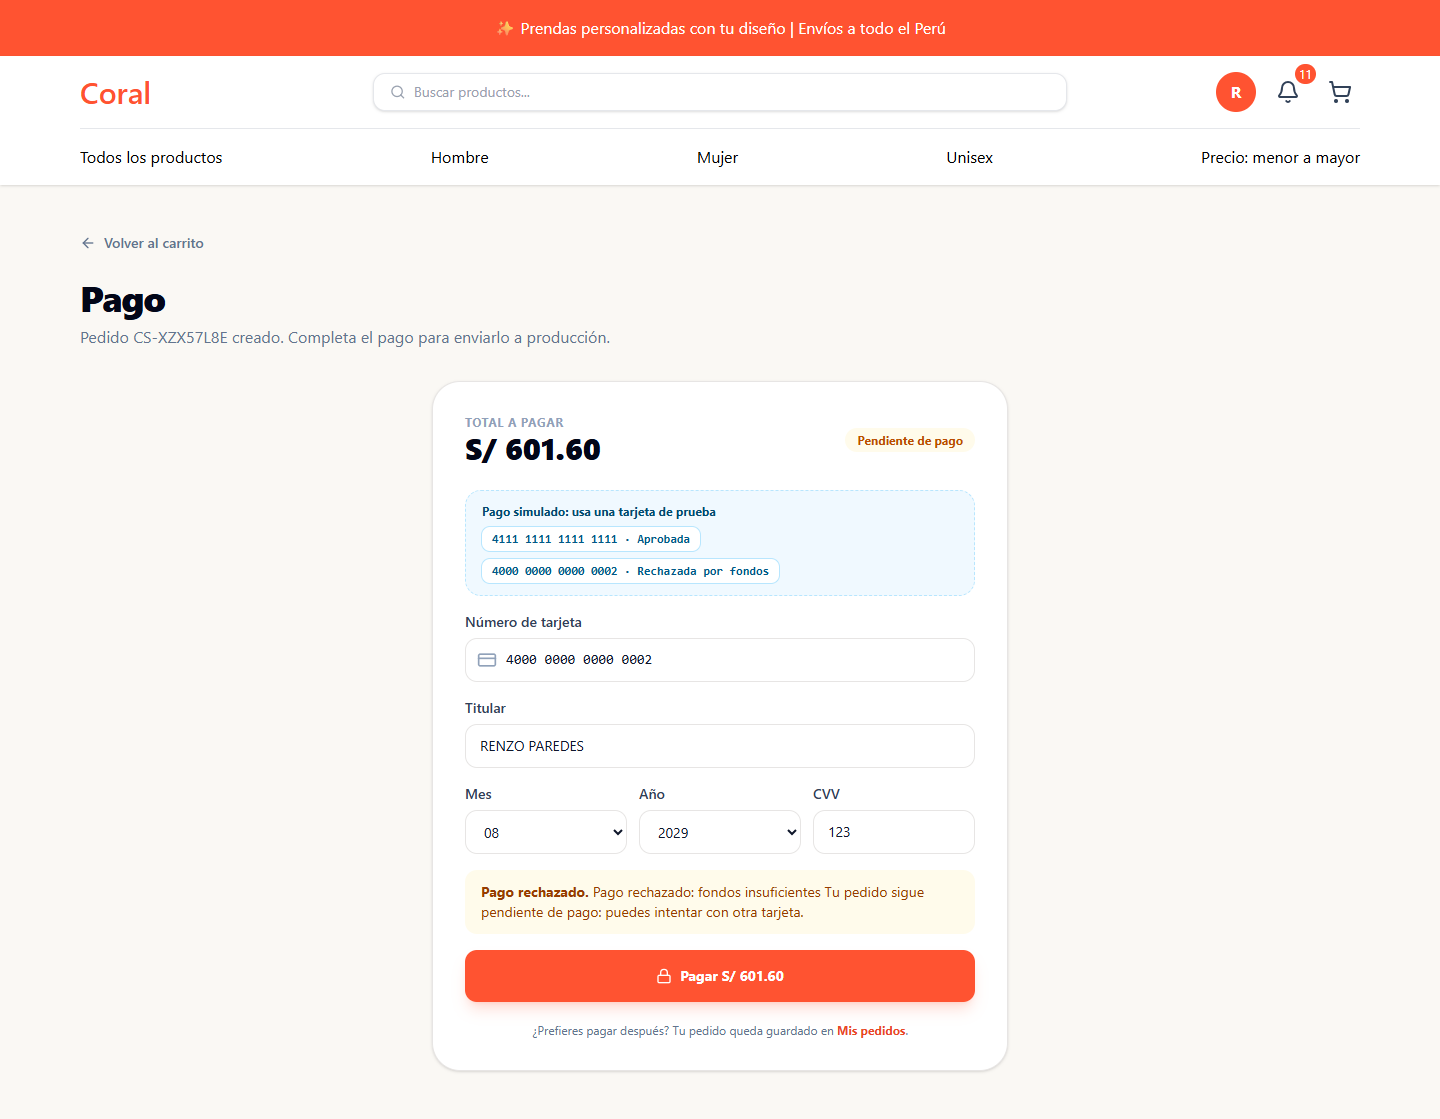 ✨ Prendas personalizadas con tu diseño | Envíos a todo el Perú
Coral
Buscar productos...
R
11
Todos los productos
Hombre
Mujer
Unisex
Precio: menor a mayor
Volver al carrito
Pago
Pedido CS-XZX57L8E creado. Completa el pago para enviarlo a producción.
TOTAL A PAGAR
S/ 601.60
Pendiente de pago
Pago simulado: usa una tarjeta de prueba
4111 1111 1111 1111 · Aprobada
4000 0000 0000 0002 · Rechazada por fondos
Número de tarjeta
4000 0000 0000 0002
Titular
RENZO PAREDES
Mes
Año
CVV
08
2029
123
Pago rechazado. Pago rechazado: fondos insuficientes Tu pedido sigue
pendiente de pago: puedes intentar con otra tarjeta.
Pagar S/ 601.60
¿Prefieres pagar después? Tu pedido queda guardado en Mis pedidos.